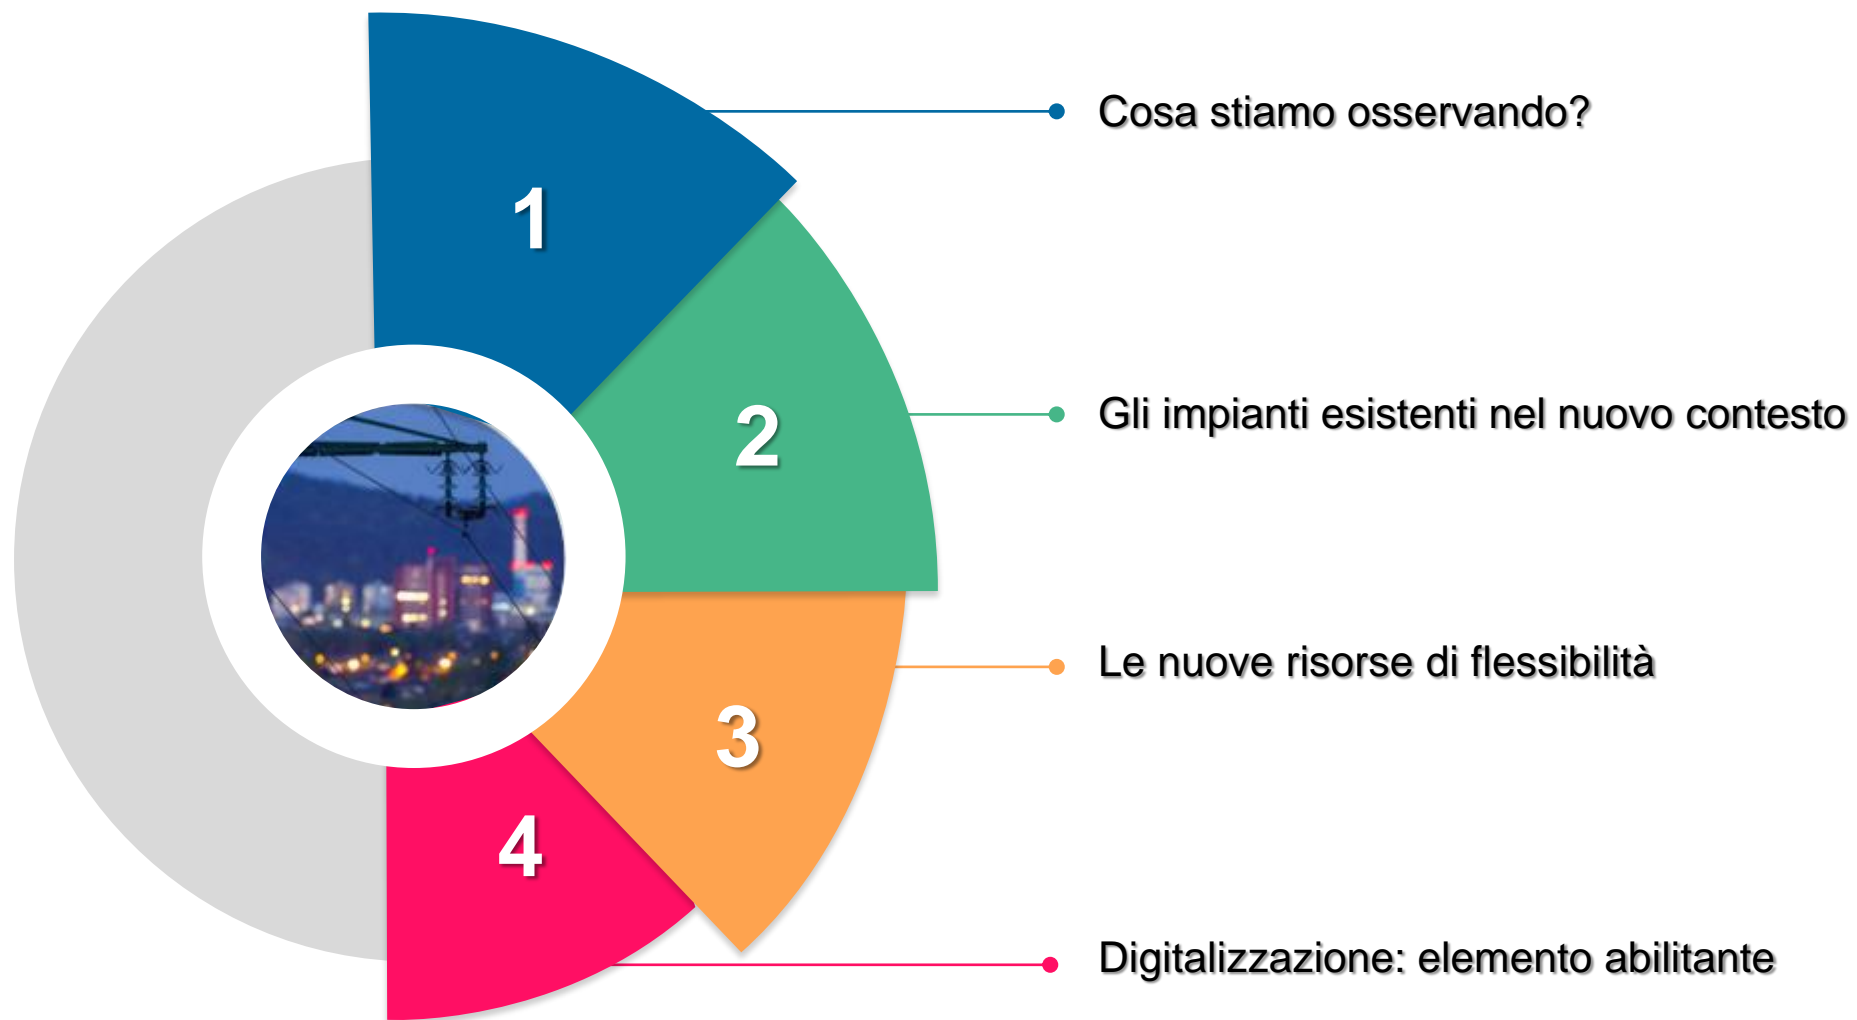 1
Cosa stiamo osservando?
2
Gli impianti esistenti nel nuovo contesto
3
Le nuove risorse di flessibilità
4
Digitalizzazione: elemento abilitante